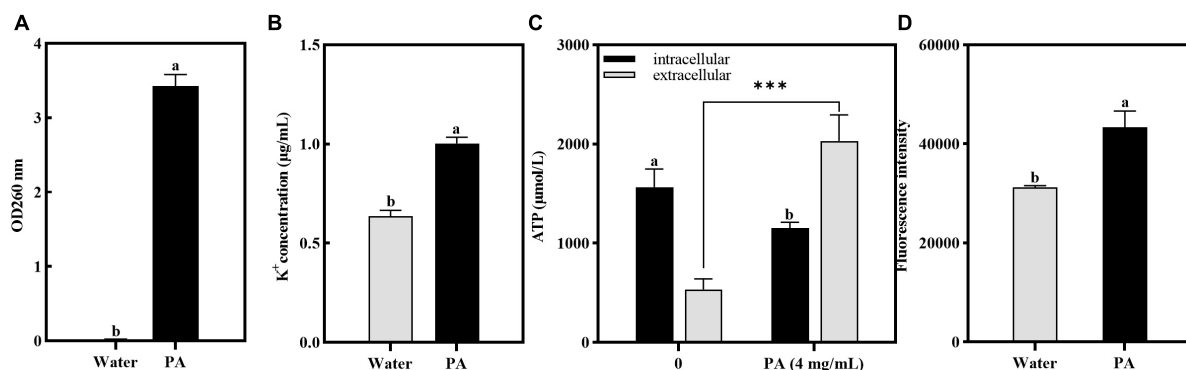 A
OD260 nm
4
3
2
1
0
b
a
Water
PA
B
K+ concentration (μg/mL)
1.5
1.0
0.5
0.0
b
a
Water
PA
C
ATP (μmol/L)
3000
2000
1000
0
intracellular
extracellular
***
a
b
0
PA (4 mg/mL)
D
Fluorescence intensity
60000
40000
20000
0
b
a
Water
PA